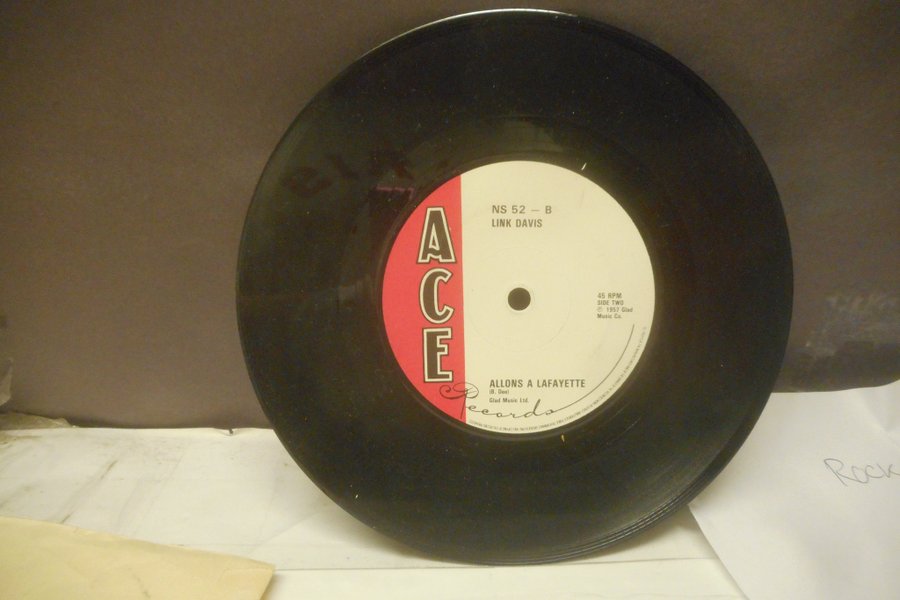 ACE
Records
NS 52 – B
LINK DAVIS
45 RPM
SIDE TWO
℗ 1957 Glad
Music Co.
ALLONS A LAFAYETTE
(B. Dee)
Glad Music Ltd.
Rock